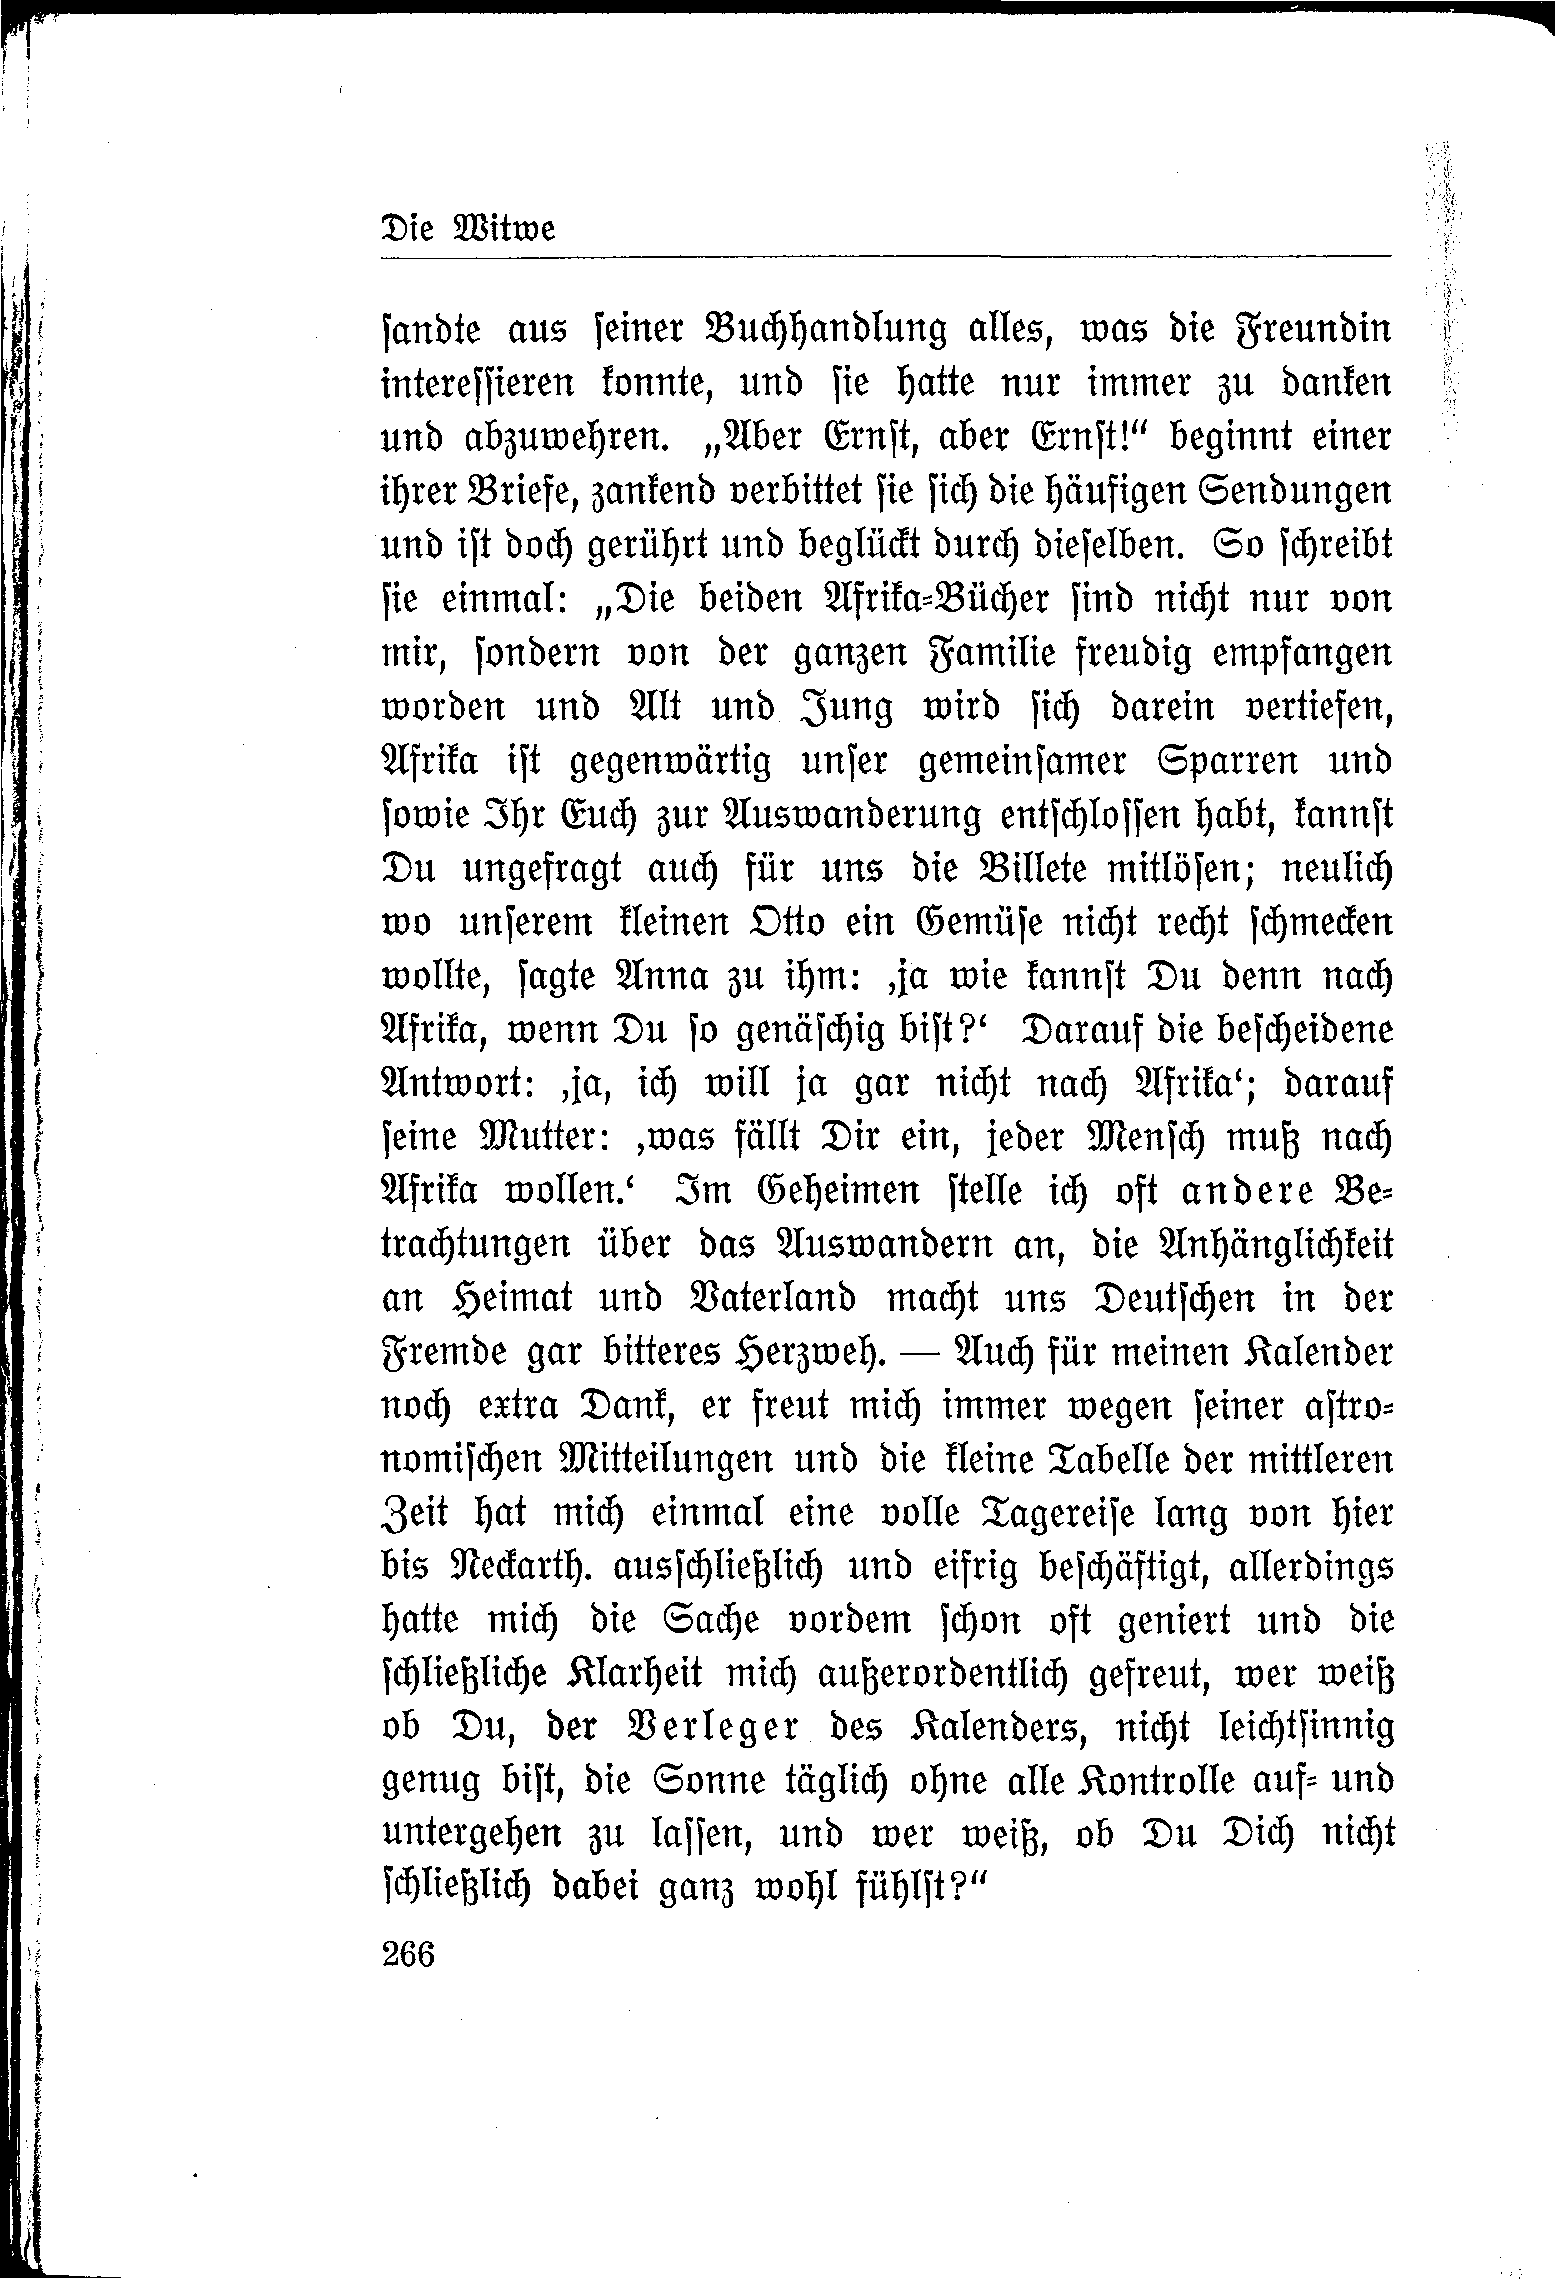 Die Witwe
sandte aus seiner Buchhandlung alles, was die Freundin
interessieren konnte, und sie hatte nur immer zu danken
und abzuwehren. „Aber Ernst, aber Ernst!“ beginnt einer
ihrer Briefe, zankend verbittet sie sich die häufigen Sendungen
und ist doch gerührt und beglückt durch dieselben. So schreibt
sie einmal: „Die beiden Afrika-Bücher sind nicht nur von
mir, sondern von der ganzen Familie freudig empfangen
worden und Alt und Jung wird sich darein vertiefen,
Afrika ist gegenwärtig unser gemeinsamer Sparren und
sowie Ihr Euch zur Auswanderung entschlossen habt, kannst
Du ungefragt auch für uns die Billete mitlösen; neulich
wo unserem kleinen Otto ein Gemüse nicht recht schmecken
wollte, sagte Anna zu ihm: ‚ja wie kannst Du denn nach
Afrika, wenn Du so genäschig bist?‘ Darauf die bescheidene
Antwort: ‚ja, ich will ja gar nicht nach Afrika‘; darauf
seine Mutter: ‚was fällt Dir ein, jeder Mensch muß nach
Afrika wollen.‘ Im Geheimen stelle ich oft andere Be-
trachtungen über das Auswandern an, die Anhänglichkeit
an Heimat und Vaterland macht uns Deutschen in der
Fremde gar bitteres Herzweh. — Auch für meinen Kalender
noch extra Dank, er freut mich immer wegen seiner astro-
nomischen Mitteilungen und die kleine Tabelle der mittleren
Zeit hat mich einmal eine volle Tagereise lang von hier
bis Neckarth. ausschließlich und eifrig beschäftigt, allerdings
hatte mich die Sache vordem schon oft geniert und die
schließliche Klarheit mich außerordentlich gefreut, wer weiß
ob Du, der Verleger des Kalenders, nicht leichtsinnig
genug bist, die Sonne täglich ohne alle Kontrolle auf- und
untergehen zu lassen, und wer weiß, ob Du Dich nicht
schließlich dabei ganz wohl fühlst?“
266